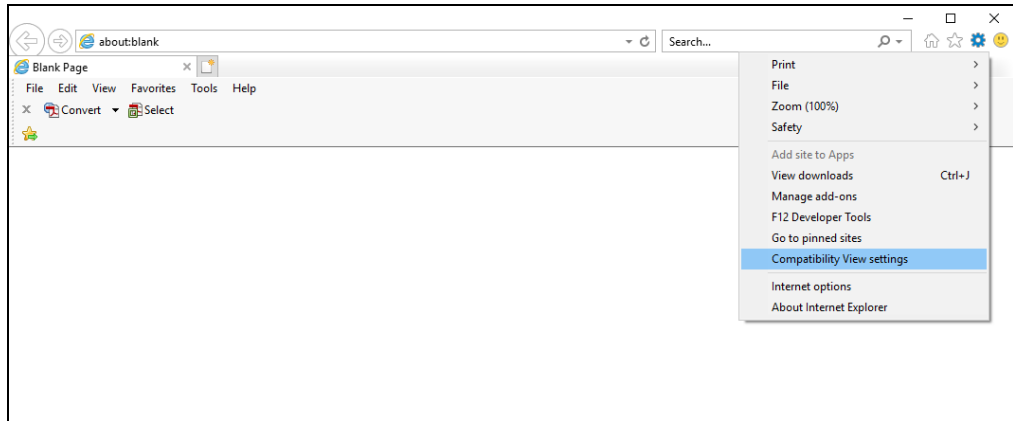 about:blank
Search...
Blank Page
File Edit View Favorites Tools Help
x Convert Select
Print
File
Zoom (100%)
Safety
Add site to Apps
View downloads Ctrl+J
Manage add-ons
F12 Developer Tools
Go to pinned sites
Compatibility View settings
Internet options
About Internet Explorer